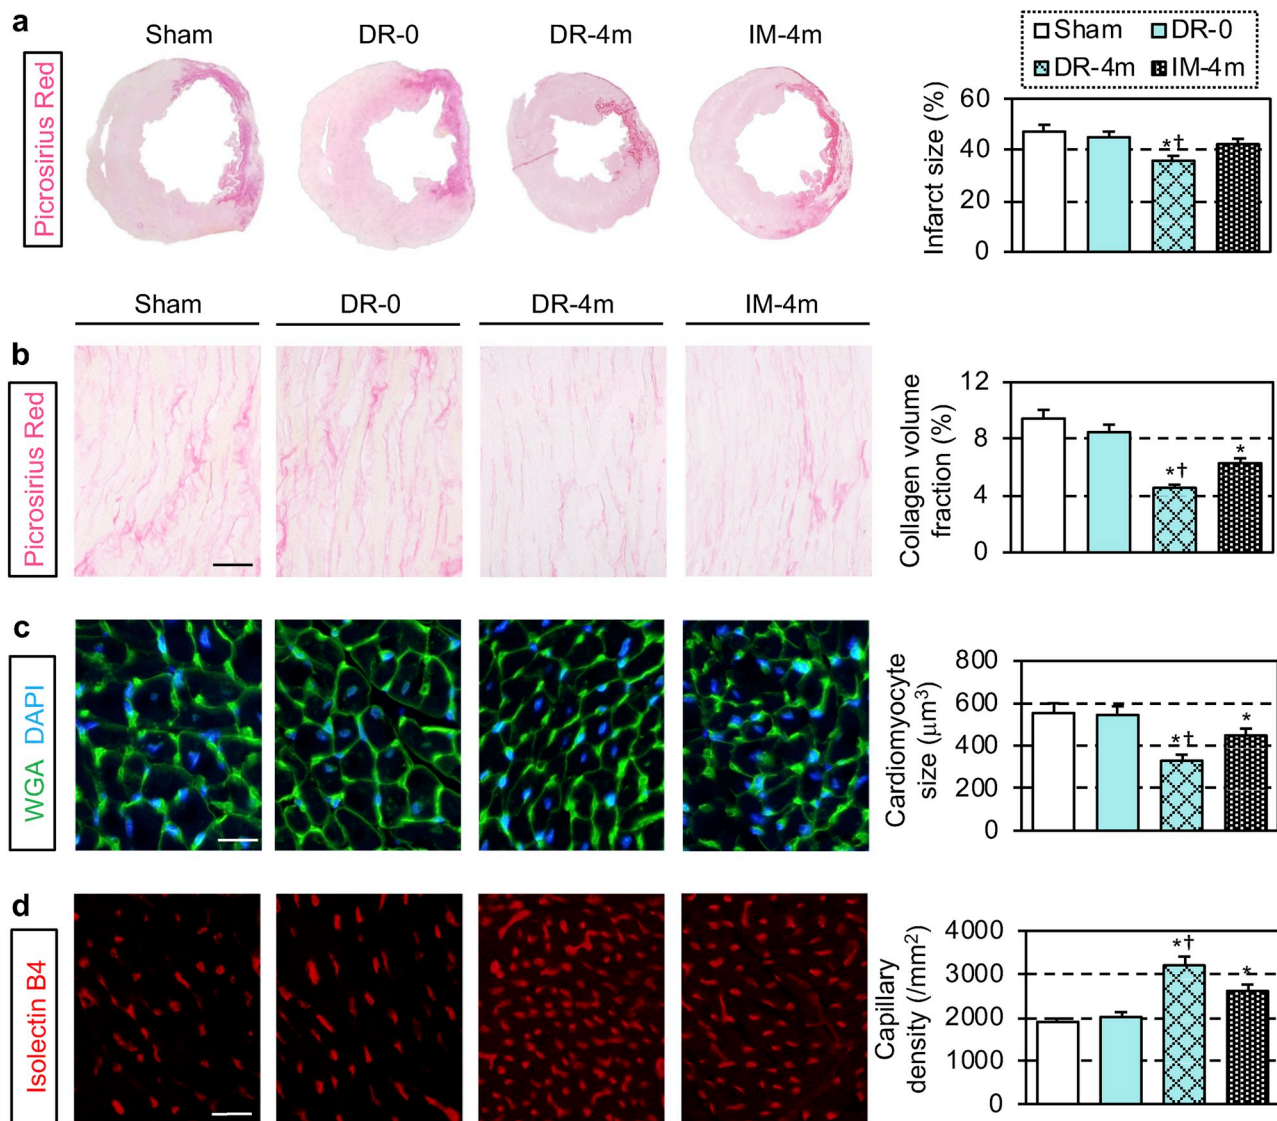 a
Sham DR-0 DR-4m IM-4m
Picrosirius Red
Sham DR-0
DR-4m IM-4m
Infarct size (%)
60
40
20
0
*†
Sham DR-0 DR-4m IM-4m
b
Picrosirius Red
Collagen volume
fraction (%)
12
8
4
0
*†
*
c
WGA DAPI
Cardiomyocyte
size (μm³)
800
600
400
200
0
*†
*
d
Isolectin B4
Capillary
density (/mm²)
4000
3000
2000
1000
0
*†
*